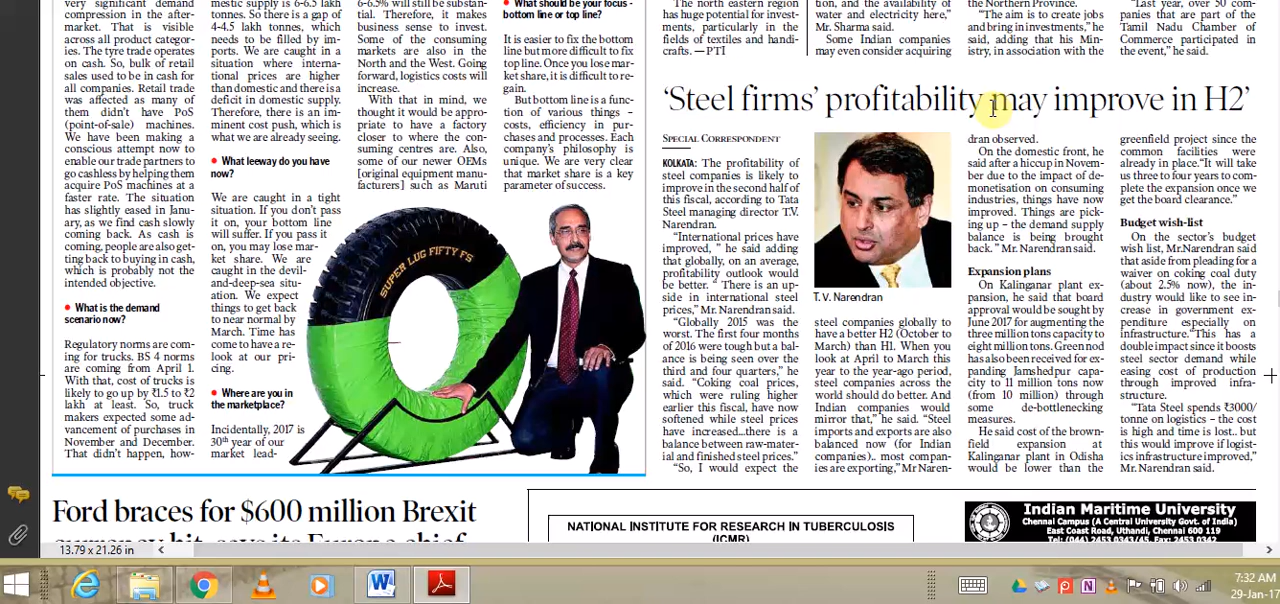 very significant demand
compression in the after-
market. That is visible
across all product categor-
ies. The tyre trade operates
on cash. So, bulk of retail
sales used to be in cash for
all companies. Retail trade
was affected as many of
them didn't have PoS
(point-of-sale) machines.
We have been making a
conscious attempt now to
enable our trade partners to
go cashless by helping them
acquire PoS machines at a
faster rate. The situation
has slightly eased in Janu-
ary, as we find cash slowly
coming back. As cash is
coming, people are also get-
ting back to buying in cash,
which is probably not the
intended objective.
• What is the demand
scenario now?
Regulatory norms are com-
ing for trucks. BS 4 norms
are coming from April 1.
With that, cost of trucks is
likely to go up by ₹1.5 to ₹2
lakh at least. So, truck
makers expected some ad-
vancement of purchases in
November and December.
That didn't happen, how-
mestic supply is 6-6.5 lakh
tonnes. So there is a gap of
4-4.5 lakh tonnes, which
needs to be filled by im-
ports. We are caught in a
situation where interna-
tional prices are higher
than domestic and there is a
deficit in domestic supply.
Therefore, there is an im-
minent cost push, which is
what we are already seeing.
• What leeway do you have
now?
We are caught in a tight
situation. If you don't pass
it on, your bottom line
will suffer. If you pass it
on, you may lose mar-
ket share. We are
caught in the devil-
and-deep-sea situ-
ation. We expect
things to get back
to near normal by
March. Time has
come to have a re-
look at our pri-
cing.
• Where are you in
the marketplace?
Incidentally, 2017 is
30th year of our
market lead-
6-6.5% will still be substan-
tial. Therefore, it makes
business sense to invest.
Some of the consuming
markets are also in the
North and the West. Going
forward, logistics costs will
increase.
With that in mind, we
thought it would be appro-
priate to have a factory
closer to where the con-
suming centres are. Also,
some of our newer OEMs
[original equipment manu-
facturers] such as Maruti
• What should be your focus -
bottom line or top line?
It is easier to fix the bottom
line but more difficult to fix
top line. Once you lose mar-
ket share, it is difficult to re-
gain.
But bottom line is a func-
tion of various things -
costs, efficiency in pur-
chases and processes. Each
company's philosophy is
unique. We are very clear
that market share is a key
parameter of success.
SUPER LUG FIFTY FS
The north eastern region
has huge potential for invest-
ments, particularly in the
fields of textiles and handi-
crafts. — PTI
tion, and the availability of
water and electricity here,"
Mr. Sharma said.
Some Indian companies
may even consider acquiring
the Northern Province.
"The aim is to create jobs
and bring in investments," he
said, adding that his Min-
istry, in association with the
"Last year, over 50 com-
panies that are part of the
Tamil Nadu Chamber of
Commerce participated in
the event," he said.
'Steel firms' profitability may improve in H2'
SPECIAL CORRESPONDENT
KOLKATA: The profitability of
steel companies is likely to
improve in the second half of
this fiscal, according to Tata
Steel managing director T.V.
Narendran.
"International prices have
improved, " he said adding
that globally, on an average,
profitability outlook would
be better. " There is an up-
side in international steel
prices," Mr. Narendran said.
"Globally 2015 was the
worst. The first four months
of 2016 were tough but a bal-
ance is being seen over the
third and four quarters," he
said. "Coking coal prices,
which were ruling higher
earlier this fiscal, have now
softened while steel prices
have increased...there is a
balance between raw-mater-
ial and finished steel prices."
"So, I would expect the
T. V. Narendran
steel companies globally to
have a better H2 (October to
March) than H1. When you
look at April to March this
year to the year-ago period,
steel companies across the
world should do better. And
Indian companies would
mirror that," he said. "Steel
imports and exports are also
balanced now (for Indian
companies).. most compan-
ies are exporting," Mr Naren-
dran observed.
On the domestic front, he
said after a hiccup in Novem-
ber due to the impact of de-
monetisation on consuming
industries, things have now
improved. Things are pick-
ing up – the demand supply
balance is being brought
back." Mr. Narendran said.
Expansion plans
On Kalinganar plant ex-
pansion, he said that board
approval would be sought by
June 2017 for augmenting the
three million tons capacity to
eight million tons. Green nod
has also been received for ex-
panding Jamshedpur capa-
city to 11 million tons now
(from 10 million) through
some de-bottlenecking
measures.
He said cost of the brown-
field expansion at
Kalinganar plant in Odisha
would be lower than the
greenfield project since the
common facilities were
already in place."It will take
us three to four years to com-
plete the expansion once we
get the board clearance."
Budget wish-list
On the sector's budget
wish list, Mr.Narendran said
that aside from pleading for a
waiver on coking coal duty
(about 2.5% now), the in-
dustry would like to see in-
crease in government ex-
penditure especially on
infrastructure."This has a
double impact since it boosts
steel sector demand while
easing cost of production
through improved infra-
structure.
"Tata Steel spends ₹3000/
tonne on logistics – the cost
is high and time is lost.. but
this would improve if logist-
ics infrastructure improved,"
Mr. Narendran said.
Ford braces for $600 million Brexit
currency hit, says its Europe chief
NATIONAL INSTITUTE FOR RESEARCH IN TUBERCULOSIS
(ICMR)
Indian Maritime University
Chennai Campus (A Central University Govt. of India)
East Coast Road, Uthandi, Chennai 600 119
Tel: (044) 2453 0343/45, Fax: 2453 0342
13.79 x 21.26 in
7:32 AM
29-Jan-17